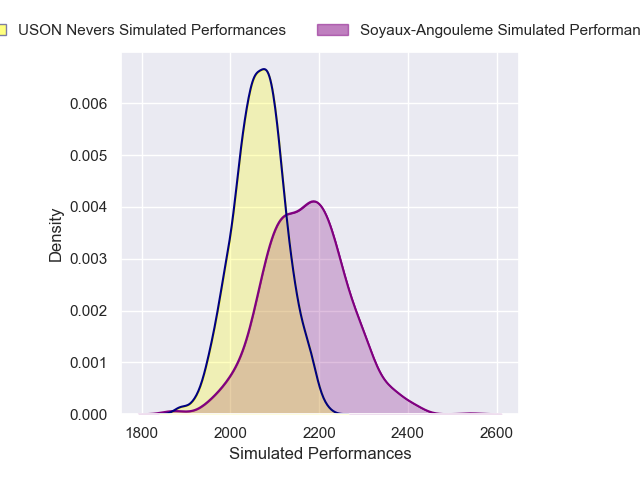 USON Nevers Simulated Performances
Soyaux-Angouleme Simulated Performan
0.006
0.005
0.004
0.003
0.002
0.001
0.000
Density
1800 2000 2200 2400 2600
Simulated Performances